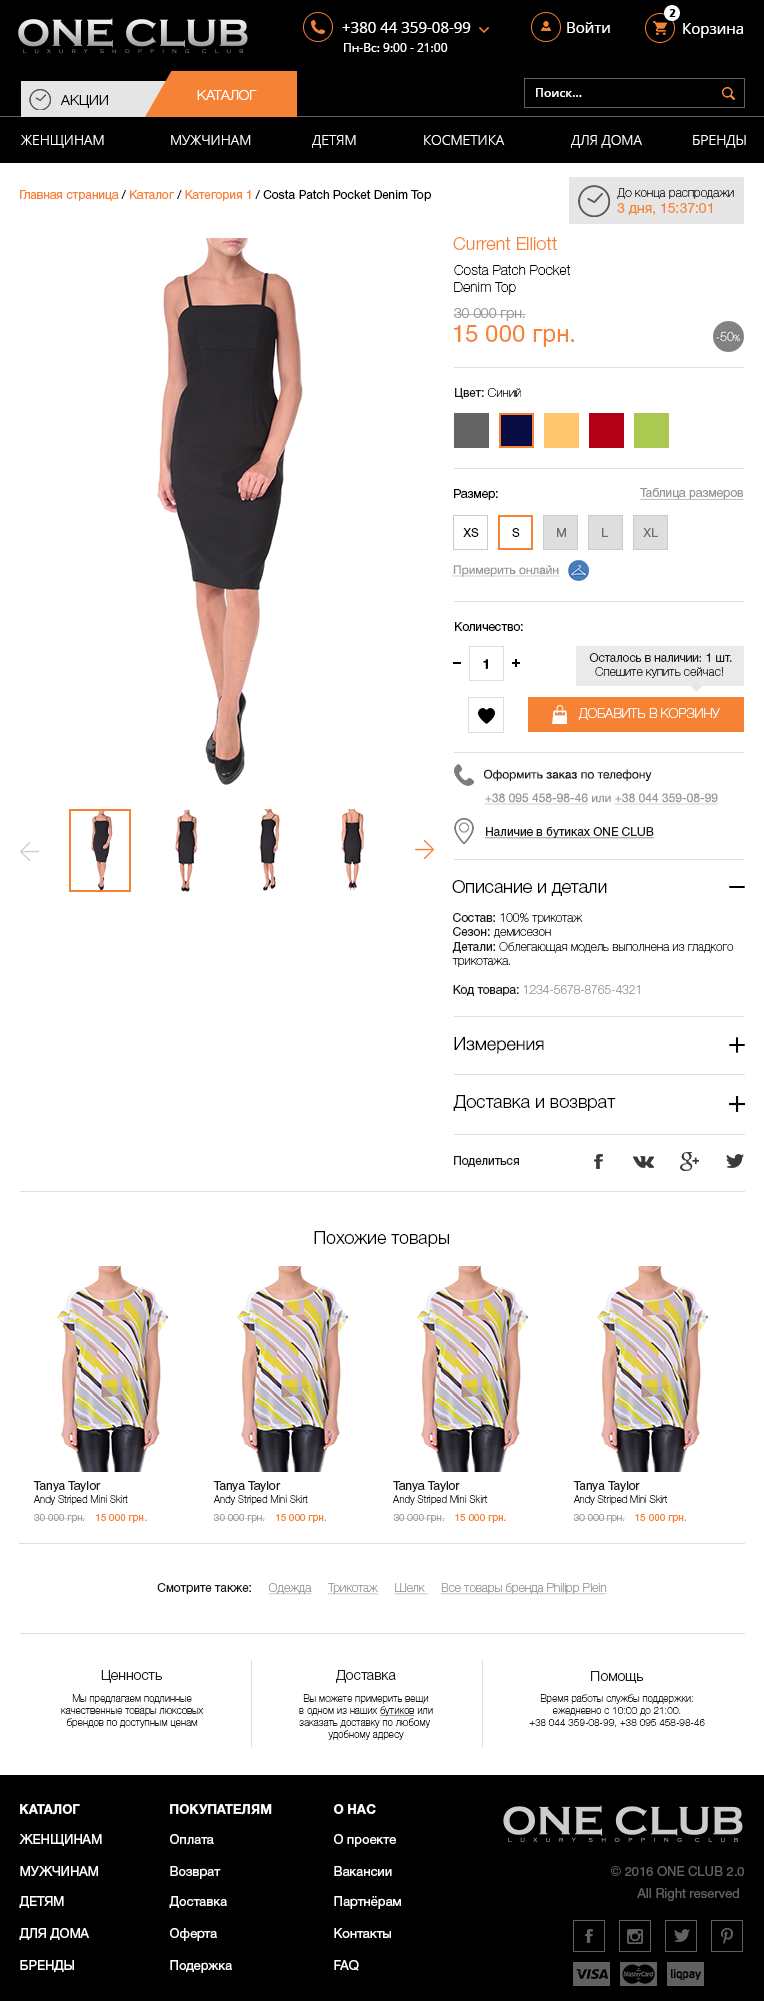 ONE CLUB
LUXURY SHOPPING CLUB
+380 44 359-08-99
Пн-Вс: 9:00 - 21:00
Войти
2
Корзина
АКЦИИ
КАТАЛОГ
Поиск...
ЖЕНЩИНАМ
МУЖЧИНАМ
ДЕТЯМ
КОСМЕТИКА
ДЛЯ ДОМА
БРЕНДЫ
Главная страница / Каталог / Категория 1 / Costa Patch Pocket Denim Top
До конца распродажи
3 дня, 15:37:01
Current Elliott
Costa Patch Pocket
Denim Top
30 000 грн.
15 000 грн.
-50%
Цвет: Синий
Размер:
Таблица размеров
XS
S
M
L
XL
Примерить онлайн
Количество:
1
Осталось в наличии: 1 шт.
Спешите купить сейчас!
ДОБАВИТЬ В КОРЗИНУ
Оформить заказ по телефону
+38 095 458-98-46 или +38 044 359-08-99
Наличие в бутиках ONE CLUB
Описание и детали
Состав: 100% трикотаж
Сезон: демисезон
Детали: Облегающая модель выполнена из гладкого
трикотажа.
Код товара: 1234-5678-8765-4321
Измерения
Доставка и возврат
Поделиться
Похожие товары
Tanya Taylor
Andy Striped Mini Skirt
30 000 грн. 15 000 грн.
Tanya Taylor
Andy Striped Mini Skirt
30 000 грн. 15 000 грн.
Tanya Taylor
Andy Striped Mini Skirt
30 000 грн. 15 000 грн.
Tanya Taylor
Andy Striped Mini Skirt
30 000 грн. 15 000 грн.
Смотрите также: Одежда Трикотаж Шелк Все товары бренда Philipp Plein
Ценность
Мы предлагаем подлинные
качественные товары люксовых
брендов по доступным ценам
Доставка
Вы можете примерить вещи
в одном из наших бутиков или
заказать доставку по любому
удобному адресу
Помощь
Время работы службы поддержки:
ежедневно с 10:00 до 21:00.
+38 044 359-08-99, +38 095 458-98-46
КАТАЛОГ
ЖЕНЩИНАМ
МУЖЧИНАМ
ДЕТЯМ
ДЛЯ ДОМА
БРЕНДЫ
ПОКУПАТЕЛЯМ
Оплата
Возврат
Доставка
Оферта
Подержка
О НАС
О проекте
Вакансии
Партнёрам
Контакты
FAQ
ONE CLUB
LUXURY SHOPPING CLUB
© 2016 ONE CLUB 2.0
All Right reserved
VISA
MasterCard
liqpay